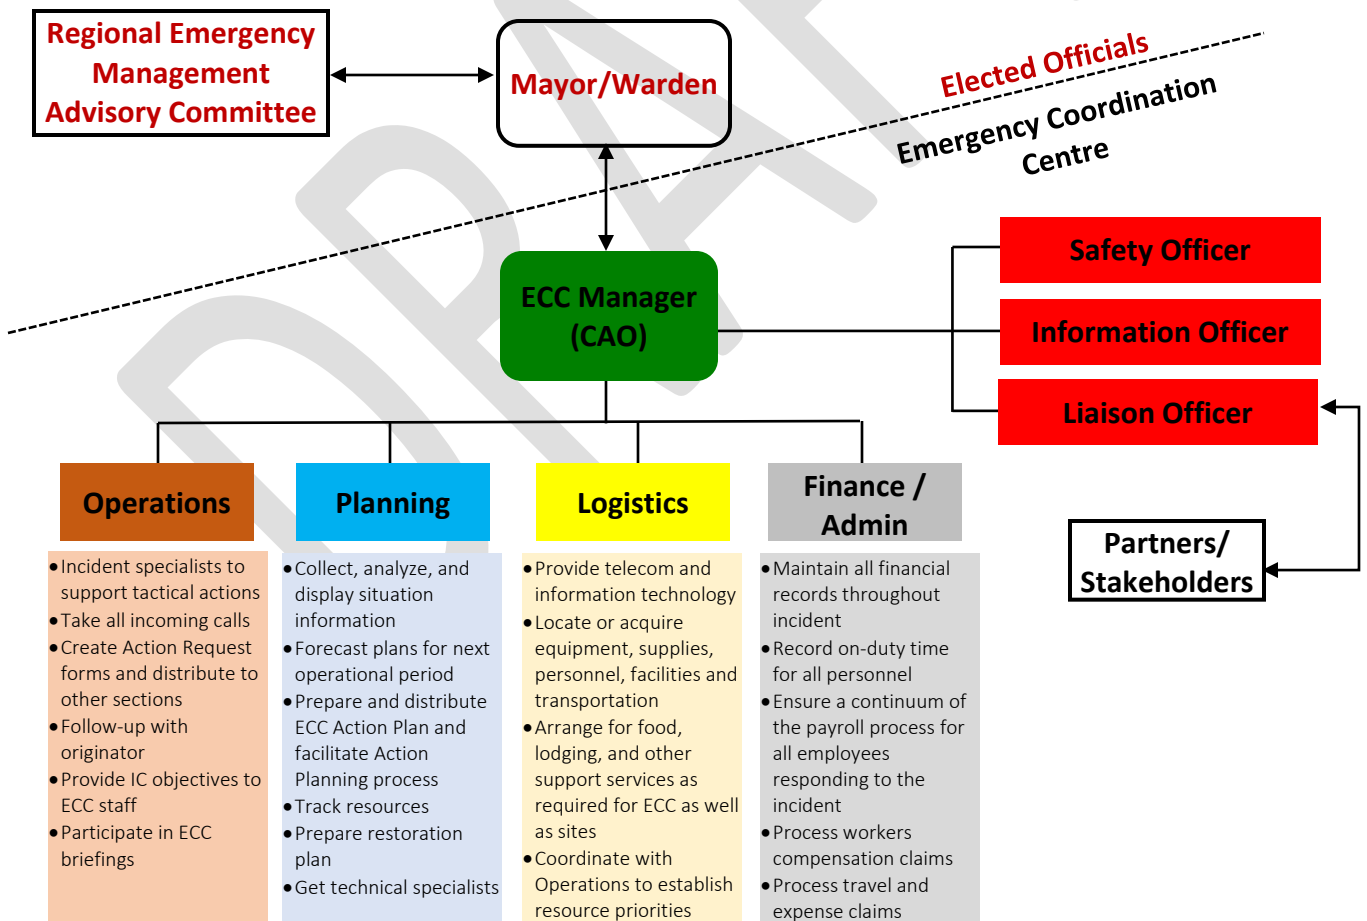 Regional Emergency
Management
Advisory Committee
Mayor/Warden
Elected Officials
Emergency Coordination
Centre
ECC Manager
(CAO)
Safety Officer
Information Officer
Liaison Officer
Partners/
Stakeholders
Operations
•Incident specialists to
support tactical actions
•Take all incoming calls
•Create Action Request
forms and distribute to
other sections
•Follow-up with
originator
•Provide IC objectives to
ECC staff
•Participate in ECC
briefings
Planning
•Collect, analyze, and
display situation
information
•Forecast plans for next
operational period
•Prepare and distribute
ECC Action Plan and
facilitate Action
Planning process
•Track resources
•Prepare restoration
plan
•Get technical specialists
Logistics
•Provide telecom and
information technology
•Locate or acquire
equipment, supplies,
personnel, facilities and
transportation
•Arrange for food,
lodging, and other
support services as
required for ECC as well
as sites
•Coordinate with
Operations to establish
resource priorities
Finance /
Admin
•Maintain all financial
records throughout
incident
•Record on-duty time
for all personnel
•Ensure a continuum of
the payroll process for
all employees
responding to the
incident
•Process workers
compensation claims
•Process travel and
expense claims